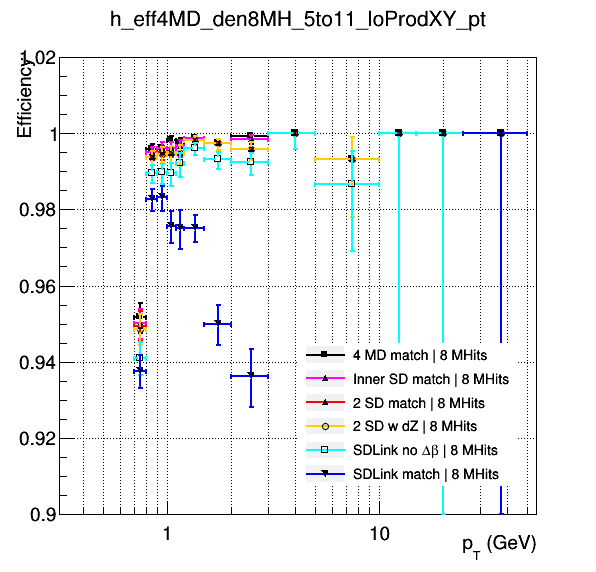 h_eff4MD_den8MH_5to11_loProdXY_pt
Efficiency
1.02
1
0.98
0.96
0.94
0.92
0.9
4 MD match | 8 MHits
Inner SD match | 8 MHits
2 SD match | 8 MHits
2 SD w dZ | 8 MHits
SDLink no Δβ | 8 MHits
SDLink match | 8 MHits
1
10
p_T (GeV)